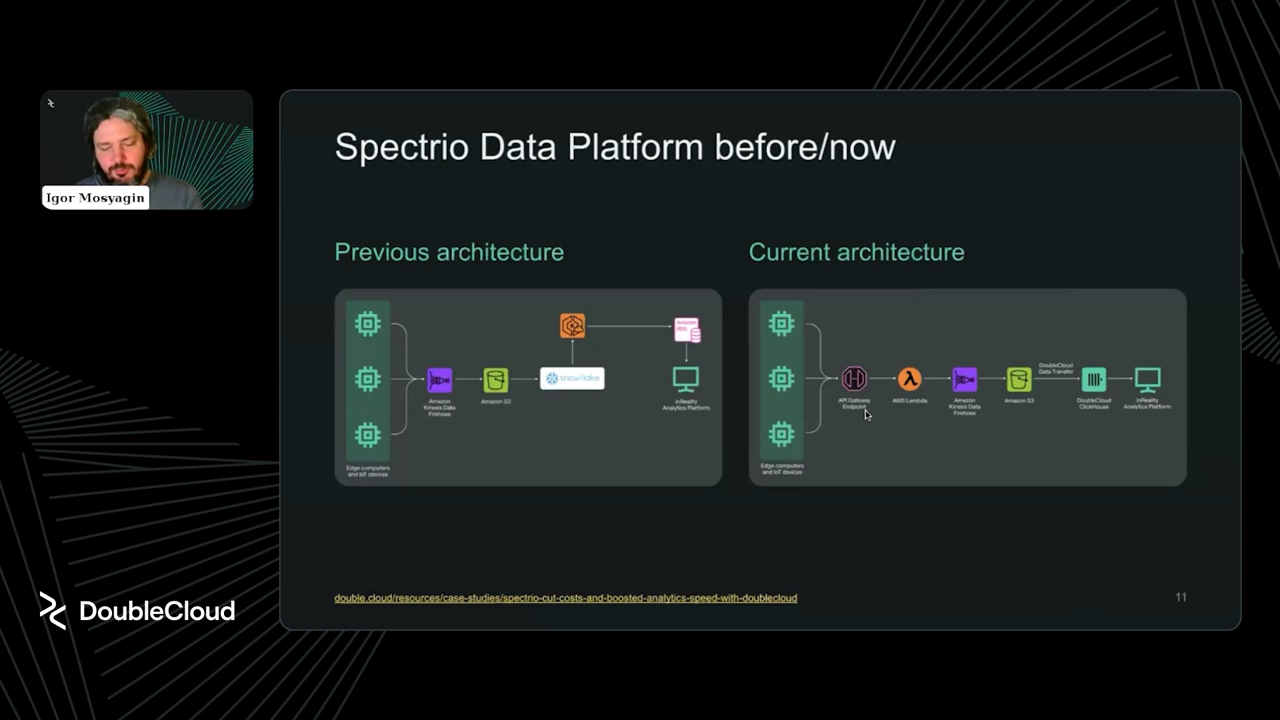 Spectrio Data Platform before/now
Igor Mosyagin
Previous architecture
Current architecture
Amazon
RDS
snowflake
Amazon
Kinesis Data
Firehose
Amazon S3
inReality
Analytics Platform
Edge computers
and IoT devices
DoubleCloud
Data Transfer
API Gateway
Endpoint
AWS Lambda
Amazon
Kinesis Data
Firehose
Amazon S3
DoubleCloud
ClickHouse
inReality
Analytics Platform
Edge computers
and IoT devices
double.cloud/resources/case-studies/spectrio-cut-costs-and-boosted-analytics-speed-with-doublecloud
11
DoubleCloud